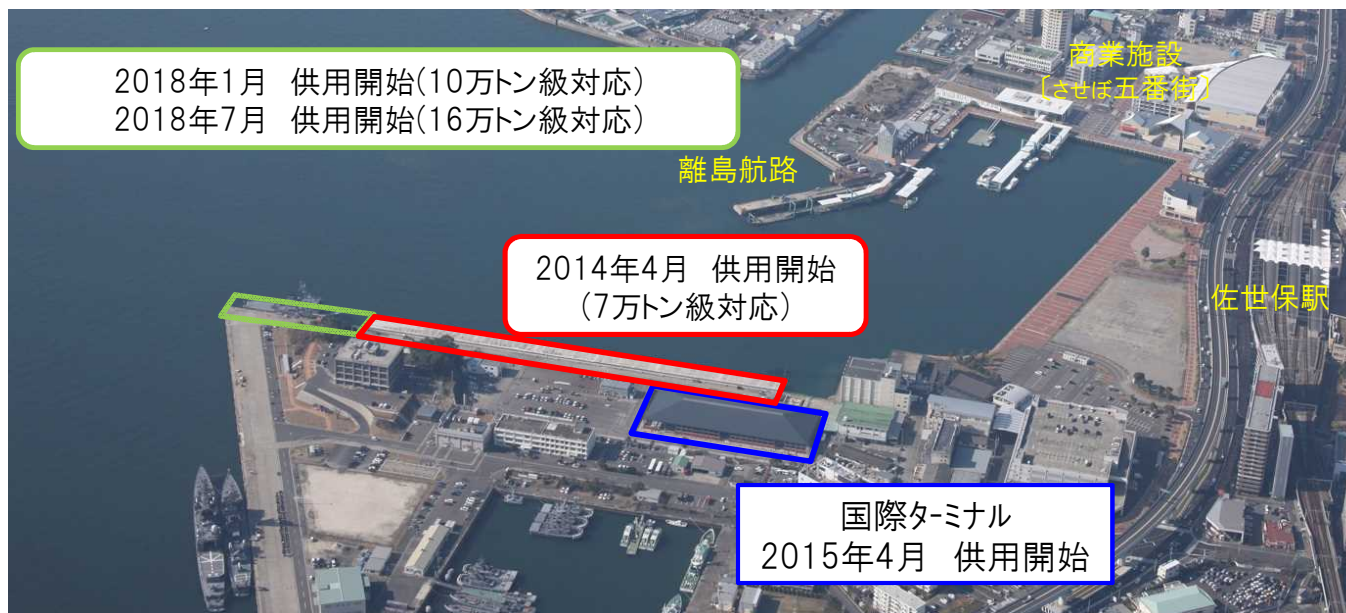 2018年1月　供用開始(10万トン級対応)
2018年7月　供用開始(16万トン級対応)
商業施設
〔させぼ五番街〕
離島航路
2014年4月　供用開始
(7万トン級対応)
佐世保駅
国際ターミナル
2015年4月　供用開始